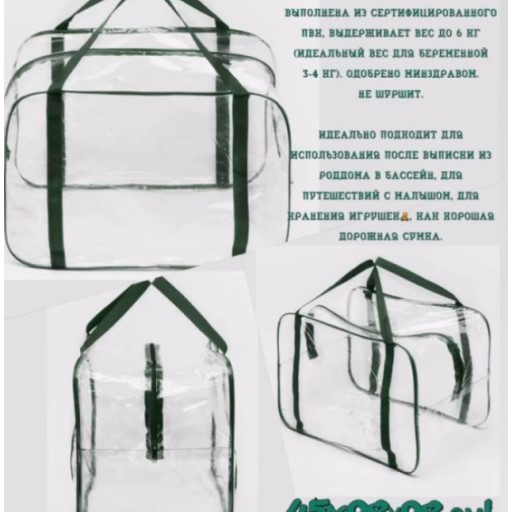 ВЫПОЛНЕНА ИЗ СЕРТИФИЦИРОВАННОГО
ПВХ, ВЫДЕРЖИВАЕТ ВЕС ДО 6 КГ
(ИДЕАЛЬНЫЙ ВЕС ДЛЯ БЕРЕМЕННОЙ
3-4 КГ). ОДОБРЕНО МИНЗДРАВОМ.
НЕ ШУРШИТ.
ИДЕАЛЬНО ПОДХОДИТ ДЛЯ
ИСПОЛЬЗОВАНИЯ ПОСЛЕ ВЫПИСКИ ИЗ
РОДДОМА В БАССЕЙН, ДЛЯ
ПУТЕШЕСТВИЙ С МАЛЫШОМ, ДЛЯ
ХРАНЕНИЯ ИГРУШЕК, КАК ХОРОШАЯ
ДОРОЖНАЯ СУМКА.